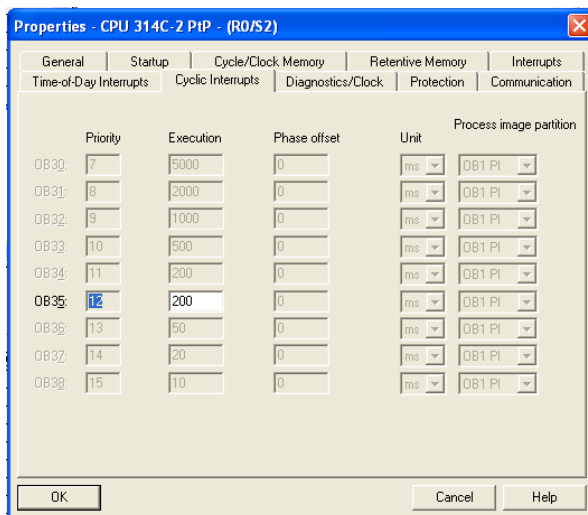 Properties - CPU 314C-2 PtP - (R0/S2)
General Startup Cycle/Clock Memory Retentive Memory Interrupts
Time-of-Day Interrupts Cyclic Interrupts Diagnostics/Clock Protection Communication
Process image partition
Priority Execution Phase offset Unit
OB30: 7 5000 0 ms OB1 PI
OB31: 8 2000 0 ms OB1 PI
OB32: 9 1000 0 ms OB1 PI
OB33: 10 500 0 ms OB1 PI
OB34: 11 200 0 ms OB1 PI
OB35: 12 200 0 ms OB1 PI
OB36: 13 50 0 ms OB1 PI
OB37: 14 20 0 ms OB1 PI
OB38: 15 10 0 ms OB1 PI
OK Cancel Help